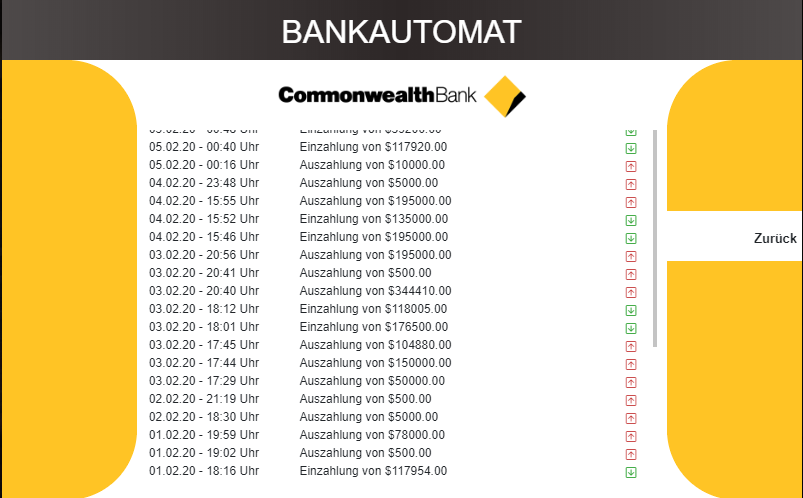 BANKAUTOMAT
CommonwealthBank
05.02.20 - 00:40 Uhr Einzahlung von $117920.00
05.02.20 - 00:16 Uhr Auszahlung von $10000.00
04.02.20 - 23:48 Uhr Auszahlung von $5000.00
04.02.20 - 15:55 Uhr Auszahlung von $195000.00
04.02.20 - 15:52 Uhr Einzahlung von $135000.00
04.02.20 - 15:46 Uhr Einzahlung von $195000.00
Zurück
03.02.20 - 20:56 Uhr Auszahlung von $195000.00
03.02.20 - 20:41 Uhr Auszahlung von $500.00
03.02.20 - 20:40 Uhr Auszahlung von $344410.00
03.02.20 - 18:12 Uhr Einzahlung von $118005.00
03.02.20 - 18:01 Uhr Einzahlung von $176500.00
03.02.20 - 17:45 Uhr Auszahlung von $104880.00
03.02.20 - 17:44 Uhr Auszahlung von $150000.00
03.02.20 - 17:29 Uhr Auszahlung von $50000.00
02.02.20 - 21:19 Uhr Auszahlung von $500.00
02.02.20 - 18:30 Uhr Auszahlung von $5000.00
01.02.20 - 19:59 Uhr Auszahlung von $78000.00
01.02.20 - 19:02 Uhr Auszahlung von $500.00
01.02.20 - 18:16 Uhr Einzahlung von $117954.00